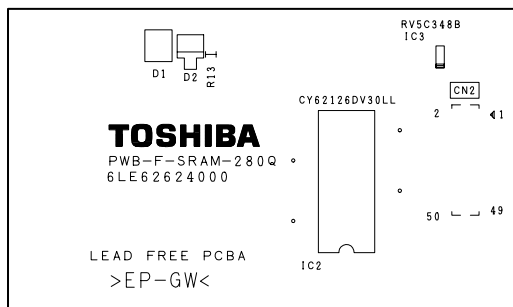 RV5C348B
IC3
D1
D2
R13
CN2
CY62126DV30LL
2
1
TOSHIBA
PWB-F-SRAM-280Q
6LE62624000
50
49
LEAD FREE PCBA
IC2
>EP-GW<